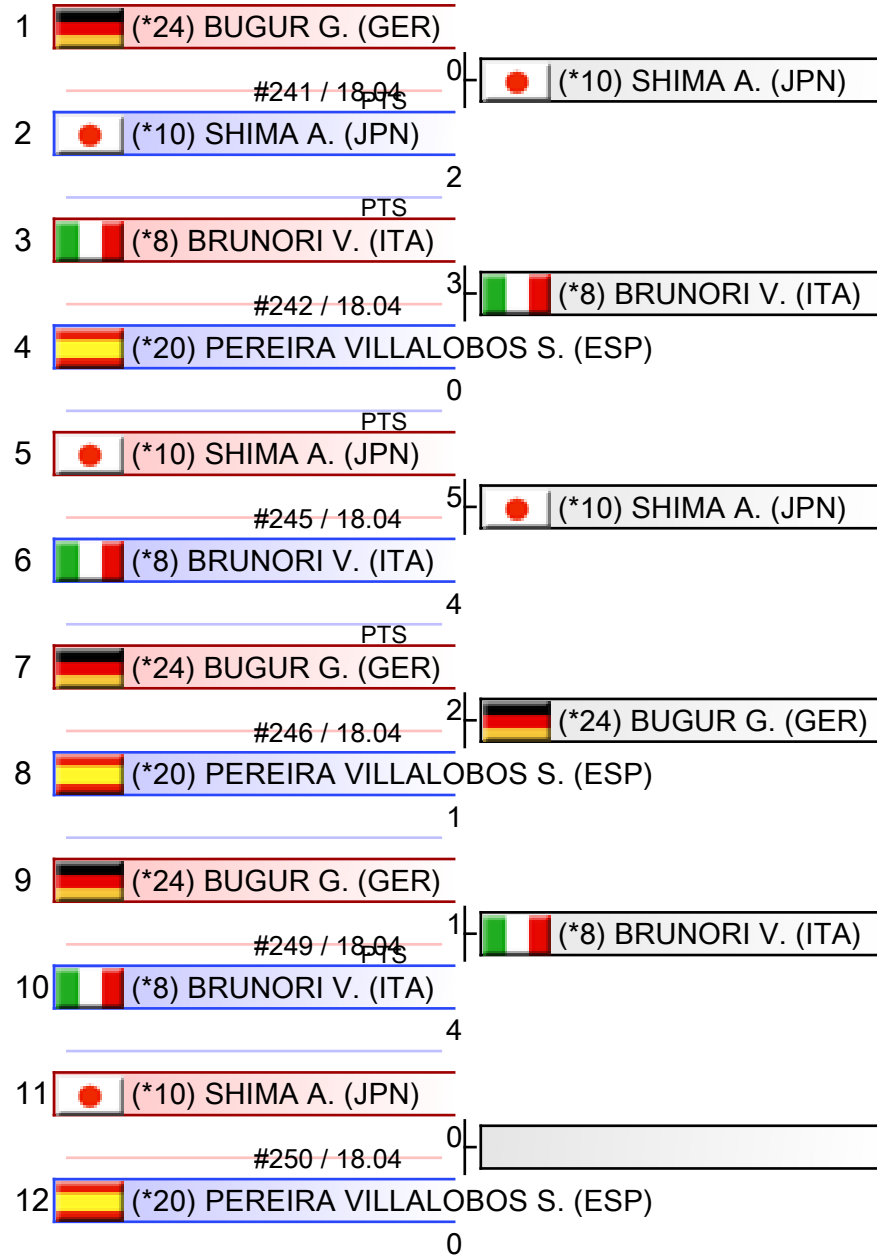 1 (*24) BUGUR G. (GER)
0 (*10) SHIMA A. (JPN)
#241 / 18.04
PTS
2 (*10) SHIMA A. (JPN)
2
PTS
3 (*8) BRUNORI V. (ITA)
3 (*8) BRUNORI V. (ITA)
#242 / 18.04
4 (*20) PEREIRA VILLALOBOS S. (ESP)
0
PTS
5 (*10) SHIMA A. (JPN)
5 (*10) SHIMA A. (JPN)
#245 / 18.04
6 (*8) BRUNORI V. (ITA)
4
PTS
7 (*24) BUGUR G. (GER)
2 (*24) BUGUR G. (GER)
#246 / 18.04
8 (*20) PEREIRA VILLALOBOS S. (ESP)
1
9 (*24) BUGUR G. (GER)
1 (*8) BRUNORI V. (ITA)
#249 / 18.04
PTS
10 (*8) BRUNORI V. (ITA)
4
11 (*10) SHIMA A. (JPN)
0
#250 / 18.04
12 (*20) PEREIRA VILLALOBOS S. (ESP)
0